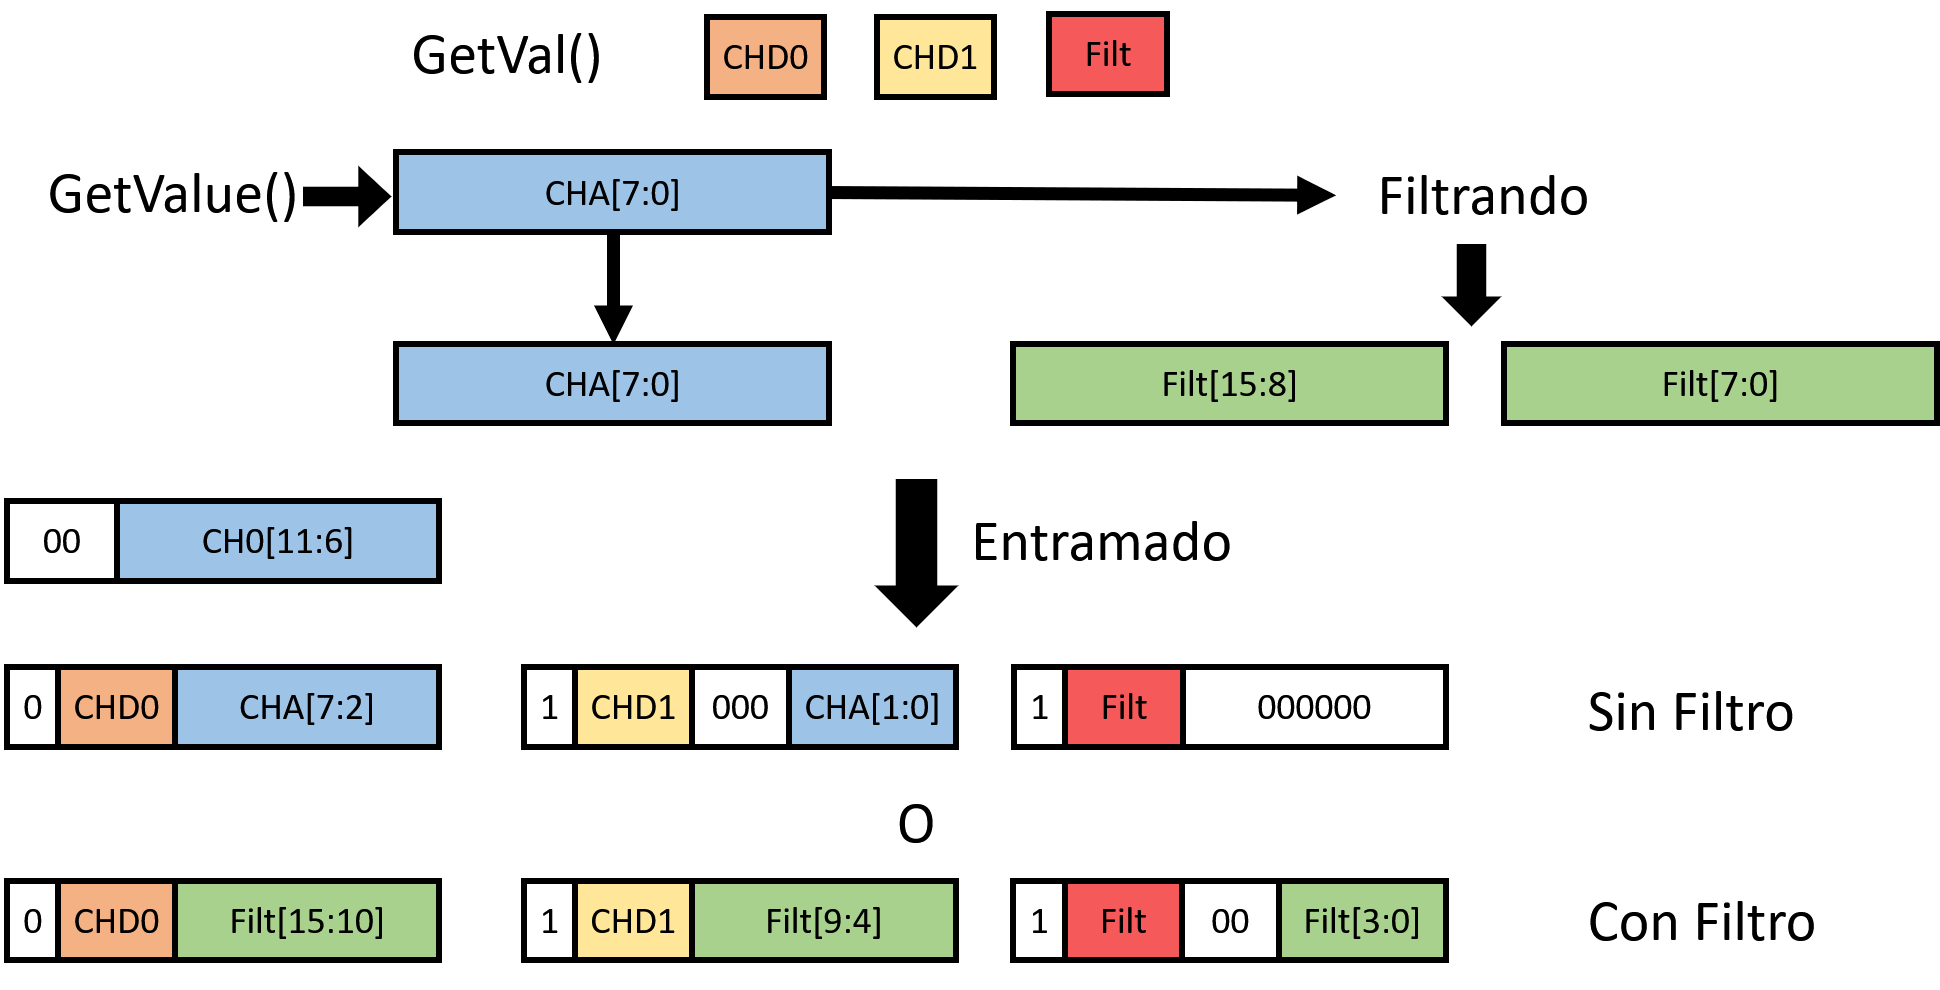 GetVal() CHD0 CHD1 Filt
GetValue() CHA[7:0] Filtrando
CHA[7:0] Filt[15:8] Filt[7:0]
00 CH0[11:6] Entramado
0 CHD0 CHA[7:2] 1 CHD1 000 CHA[1:0] 1 Filt 000000 Sin Filtro
O
0 CHD0 Filt[15:10] 1 CHD1 Filt[9:4] 1 Filt 00 Filt[3:0] Con Filtro